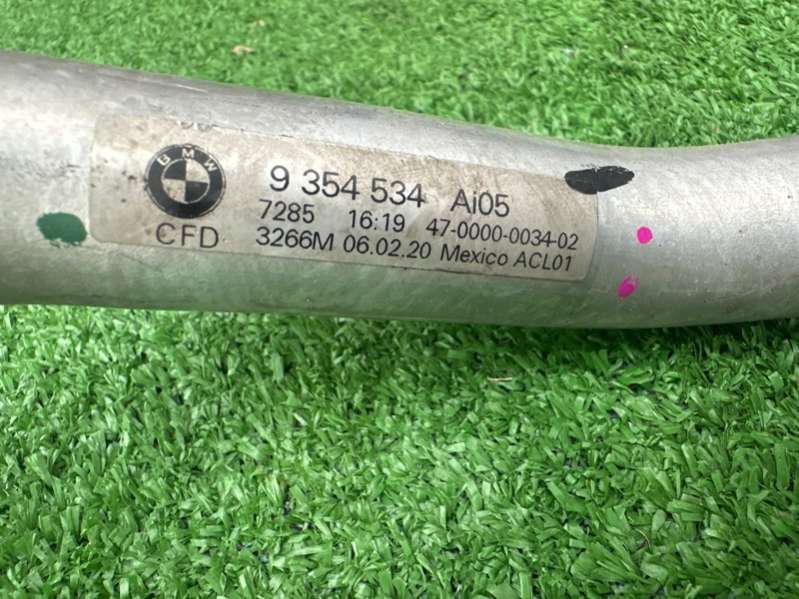 BMW
9 354 534 Ai05
7285 16:19 47-0000-0034-02
CFD 3266M 06.02.20 Mexico ACL01